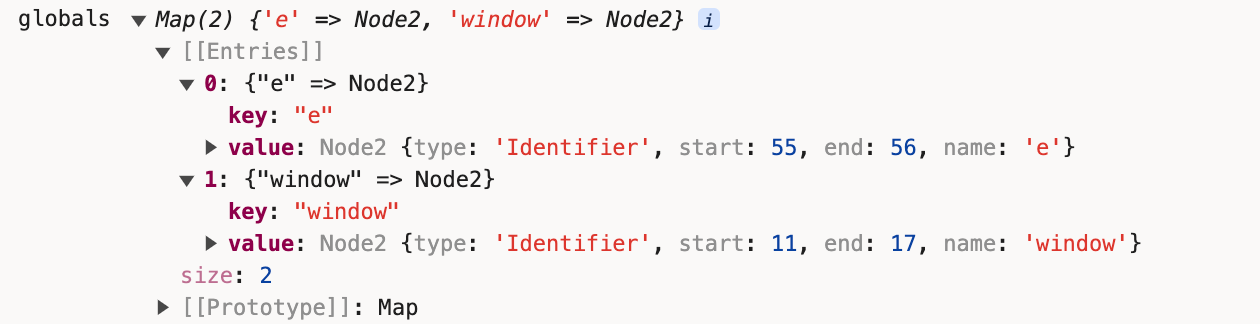 globals ▼ Map(2) {'e' => Node2, 'window' => Node2} i
▼ [[Entries]]
▼ 0: {"e" => Node2}
key: "e"
▶ value: Node2 {type: 'Identifier', start: 55, end: 56, name: 'e'}
▼ 1: {"window" => Node2}
key: "window"
▶ value: Node2 {type: 'Identifier', start: 11, end: 17, name: 'window'}
size: 2
▶ [[Prototype]]: Map